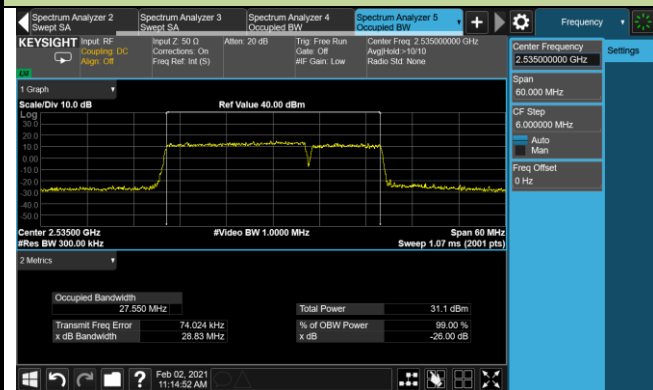 Spectrum Analyzer 2
Swept SA
Spectrum Analyzer 3
Swept SA
Spectrum Analyzer 4
Occupied BW
Spectrum Analyzer 5
Occupied BW
Frequency
KEYSIGHT
Input: RF
Coupling: DC
Align: Off
Input Z: 50 Ω
Corrections: On
Freq Ref: Int (S)
Atten: 20 dB
Trig: Free Run
Gate: Off
#IF Gain: Low
Center Freq: 2.535000000 GHz
Avg|Hold:>10/10
Radio Std: None
Center Frequency
2.535000000 GHz
Settings
Span
60.000 MHz
CF Step
6.000000 MHz
Auto
Man
Freq Offset
0 Hz
1 Graph
Scale/Div 10.0 dB
Ref Value 40.00 dBm
Log
30.0
20.0
10.0
0.00
-10.0
-20.0
-30.0
-40.0
-50.0
Center 2.53500 GHz
#Res BW 300.00 kHz
#Video BW 1.0000 MHz
Span 60 MHz
Sweep 1.07 ms (2001 pts)
2 Metrics
Occupied Bandwidth
27.550 MHz
Total Power
31.1 dBm
Transmit Freq Error
74.024 kHz
% of OBW Power
99.00 %
x dB Bandwidth
28.83 MHz
x dB
-26.00 dB
?
Feb 02, 2021
11:14:52 AM